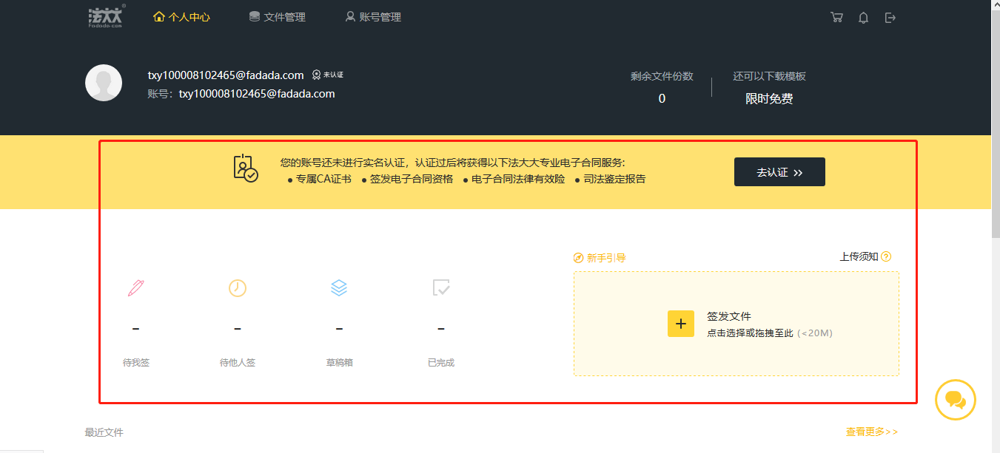 法大大®
Fadada.com
个人中心
文件管理
账号管理
txy100008102465@fadada.com 未认证
账号：txy100008102465@fadada.com
剩余文件份数
0
还可以下载模板
限时免费
您的账号还未进行实名认证，认证过后将获得以下法大大专业电子合同服务:
● 专属CA证书 ● 签发电子合同资格 ● 电子合同法律有效险 ● 司法鉴定报告
去认证 >>
新手引导
上传须知 ?
–
–
–
–
待我签
待他人签
草稿箱
已完成
+
签发文件
点击选择或拖拽至此 (<20M)
最近文件
查看更多>>